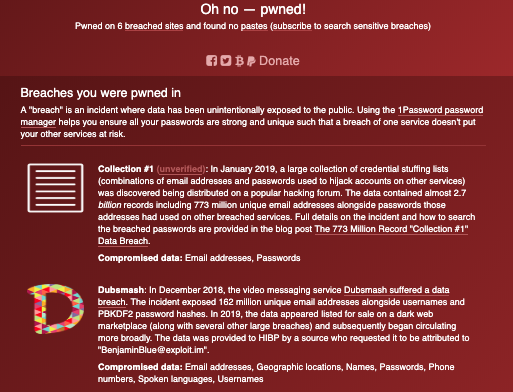 Oh no — pwned!
Pwned on 6 breached sites and found no pastes (subscribe to search sensitive breaches)
Donate
Breaches you were pwned in
A "breach" is an incident where data has been unintentionally exposed to the public. Using the 1Password password
manager helps you ensure all your passwords are strong and unique such that a breach of one service doesn't put
your other services at risk.
Collection #1 (unverified): In January 2019, a large collection of credential stuffing lists
(combinations of email addresses and passwords used to hijack accounts on other services)
was discovered being distributed on a popular hacking forum. The data contained almost 2.7
billion records including 773 million unique email addresses alongside passwords those
addresses had used on other breached services. Full details on the incident and how to search
the breached passwords are provided in the blog post The 773 Million Record "Collection #1"
Data Breach.
Compromised data: Email addresses, Passwords
Dubsmash: In December 2018, the video messaging service Dubsmash suffered a data
breach. The incident exposed 162 million unique email addresses alongside usernames and
PBKDF2 password hashes. In 2019, the data appeared listed for sale on a dark web
marketplace (along with several other large breaches) and subsequently began circulating
more broadly. The data was provided to HIBP by a source who requested it to be attributed to
"BenjaminBlue@exploit.im".
Compromised data: Email addresses, Geographic locations, Names, Passwords, Phone
numbers, Spoken languages, Usernames